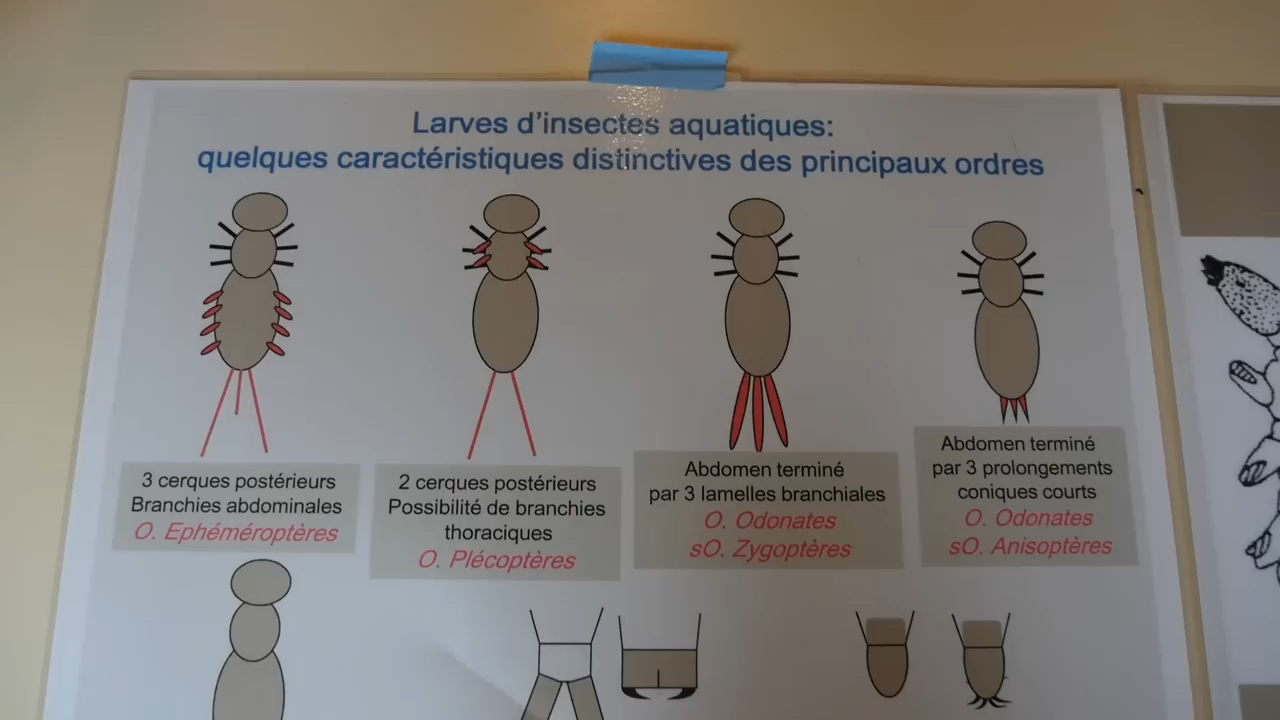 Larves d'insectes aquatiques:
quelques caractéristiques distinctives des principaux ordres
3 cerques postérieurs
Branchies abdominales
O. Ephéméroptères
2 cerques postérieurs
Possibilité de branchies
thoraciques
O. Plécoptères
Abdomen terminé
par 3 lamelles branchiales
O. Odonates
sO. Zygoptères
Abdomen terminé
par 3 prolongements
coniques courts
O. Odonates
sO. Anisoptères